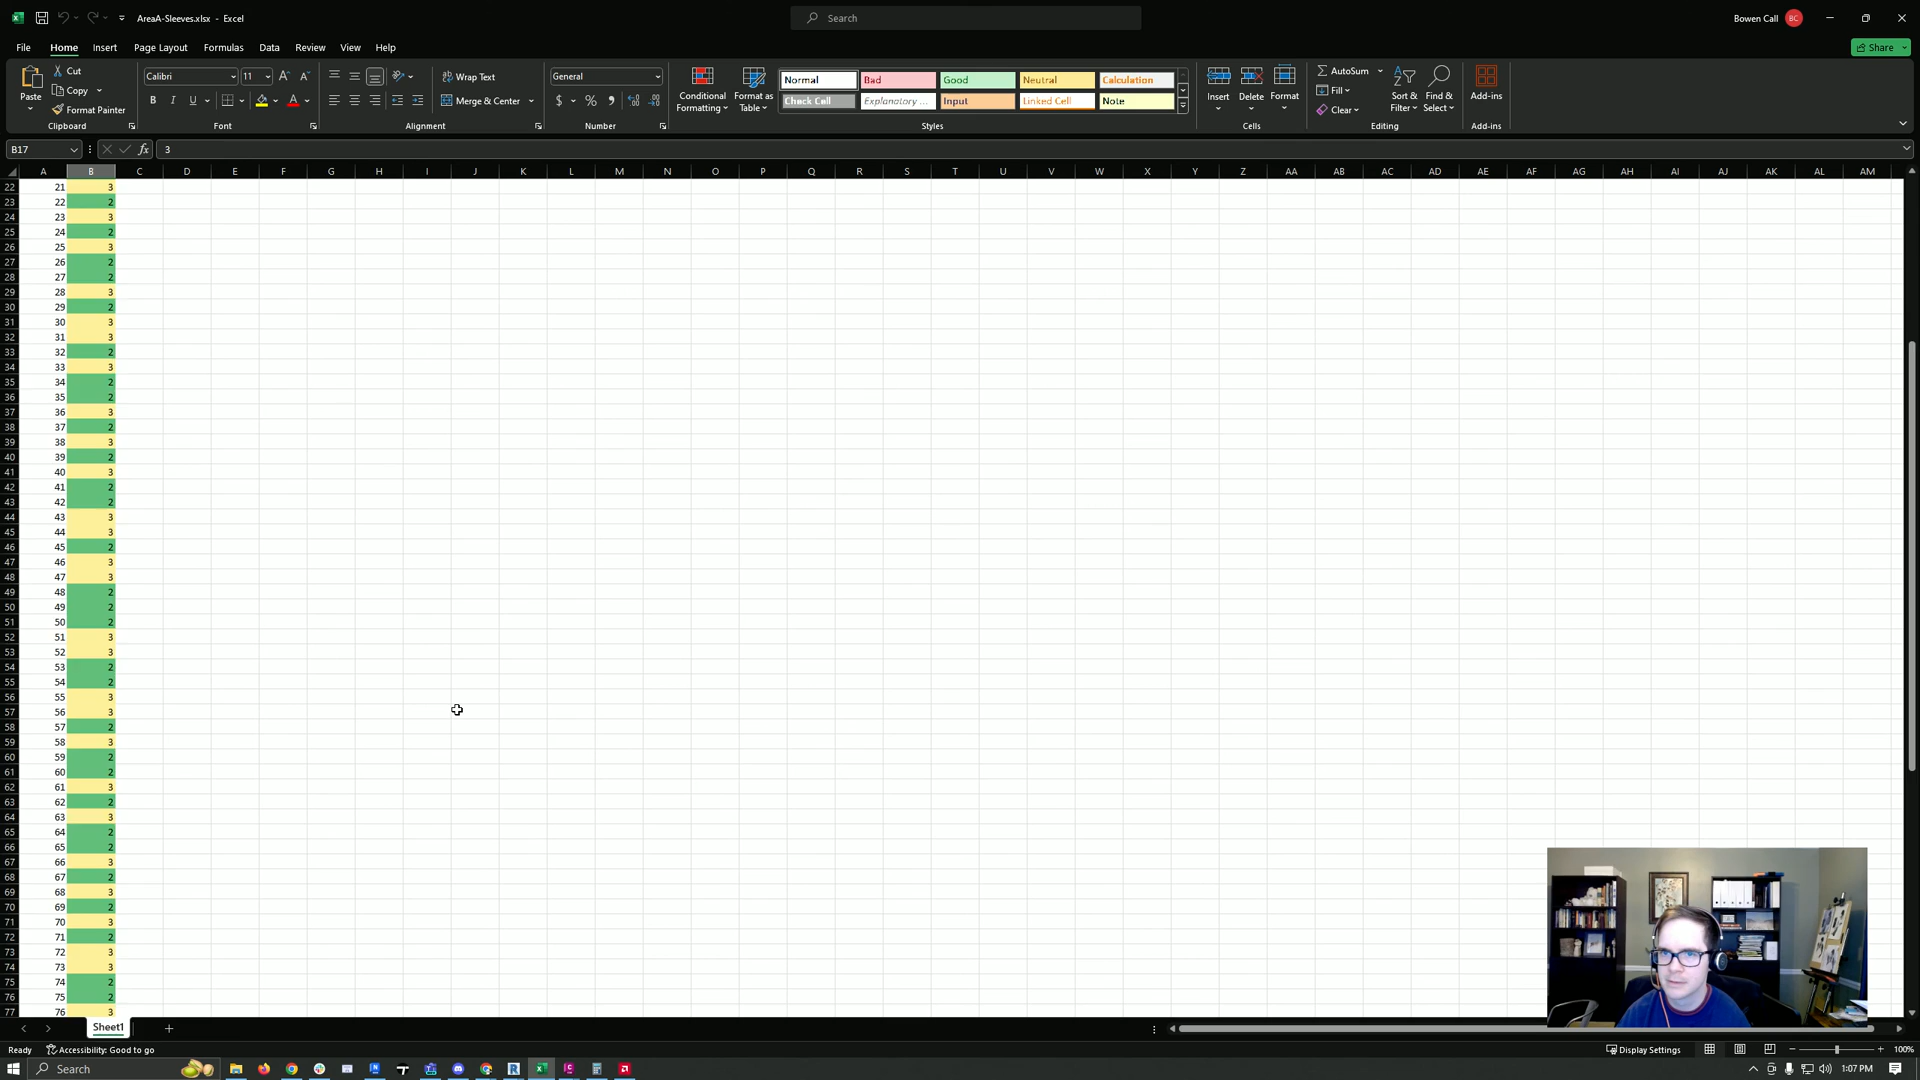 AreaA-Sleeves.xlsx - Excel
Search
Bowen Call BC
File Home Insert Page Layout Formulas Data Review View Help
Share
Paste
Cut
Copy
Format Painter
Clipboard
Calibri 11
B I U
Font
Wrap Text
Merge & Center
Alignment
General
$ % ,
Number
Conditional Formatting
Format as Table
Normal Bad Good Neutral Calculation
Check Cell Explanatory ... Input Linked Cell Note
Styles
Insert Delete Format
Cells
AutoSum
Fill
Clear
Sort & Filter
Find & Select
Editing
Add-ins
Add-ins
B17 fx 3
A B C D E F G H I J K L M N O P Q R S T U V W X Y Z AA AB AC AD AE AF AG AH AI AJ AK AL AM
22 21 3
23 22 2
24 23 3
25 24 2
26 25 3
27 26 2
28 27 2
29 28 3
30 29 2
31 30 3
32 31 3
33 32 2
34 33 3
35 34 2
36 35 2
37 36 3
38 37 2
39 38 3
40 39 2
41 40 3
42 41 2
43 42 2
44 43 3
45 44 3
46 45 2
47 46 3
48 47 3
49 48 2
50 49 2
51 50 2
52 51 3
53 52 3
54 53 2
55 54 2
56 55 3
57 56 3
58 57 2
59 58 3
60 59 2
61 60 2
62 61 3
63 62 2
64 63 3
65 64 2
66 65 2
67 66 3
68 67 2
69 68 3
70 69 2
71 70 3
72 71 2
73 72 3
74 73 3
75 74 2
76 75 2
77 76 3
Sheet1
Ready Accessibility: Good to go
Display Settings
100%
Search
1:07 PM